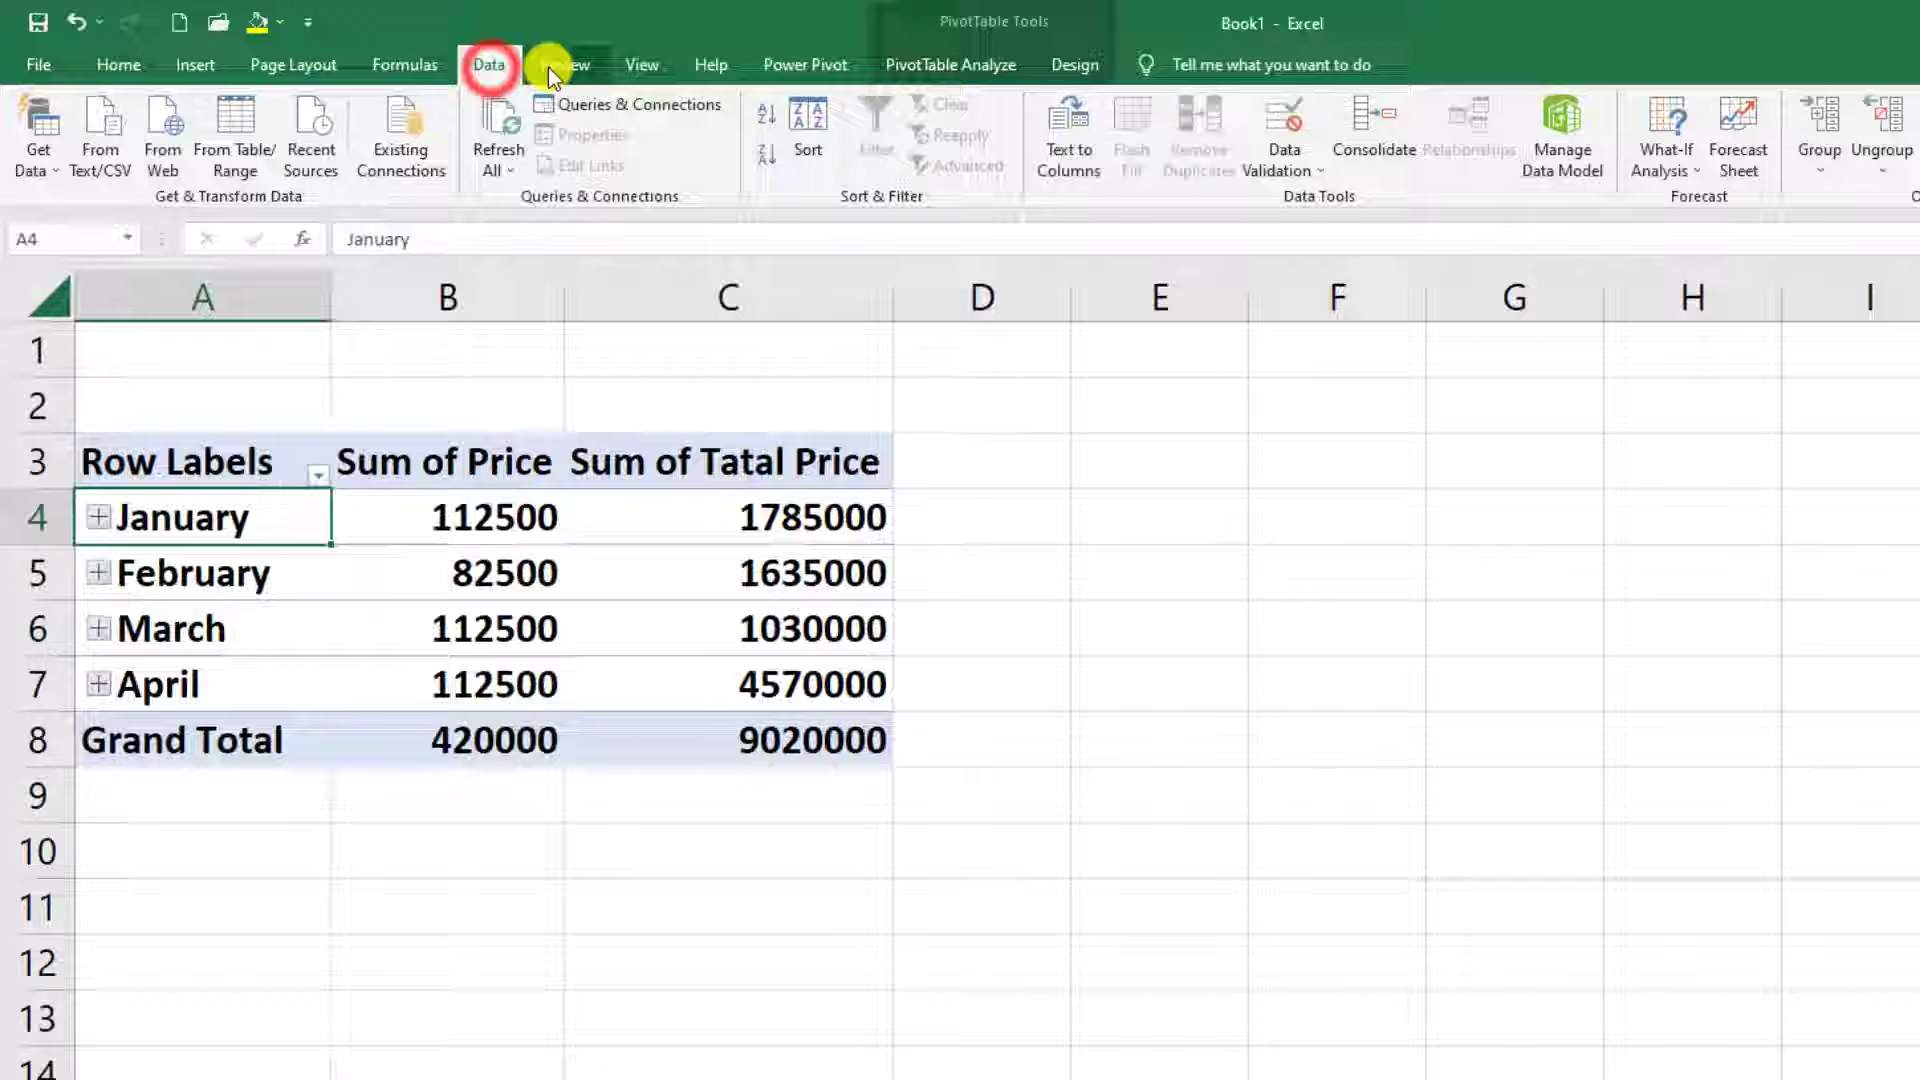 PivotTable Tools
Book1 - Excel
File Home Insert Page Layout Formulas Data View Help Power Pivot PivotTable Analyze Design Tell me what you want to do
Get Data
From Text/CSV
From Web
From Table/ Range
Recent Sources
Existing Connections
Get & Transform Data
Refresh All
Queries & Connections
Properties
Edit Links
Queries & Connections
Sort
Filter
Clear
Reapply
Advanced
Sort & Filter
Text to Columns
Flash Fill
Remove Duplicates
Data Validation
Consolidate
Relationships
Manage Data Model
Data Tools
What-If Analysis
Forecast Sheet
Forecast
Group
Ungroup
A4 fx January
A B C D E F G H I
1
2
3 Row Labels Sum of Price Sum of Tatal Price
4 January 112500 1785000
5 February 82500 1635000
6 March 112500 1030000
7 April 112500 4570000
8 Grand Total 420000 9020000
9
10
11
12
13
14